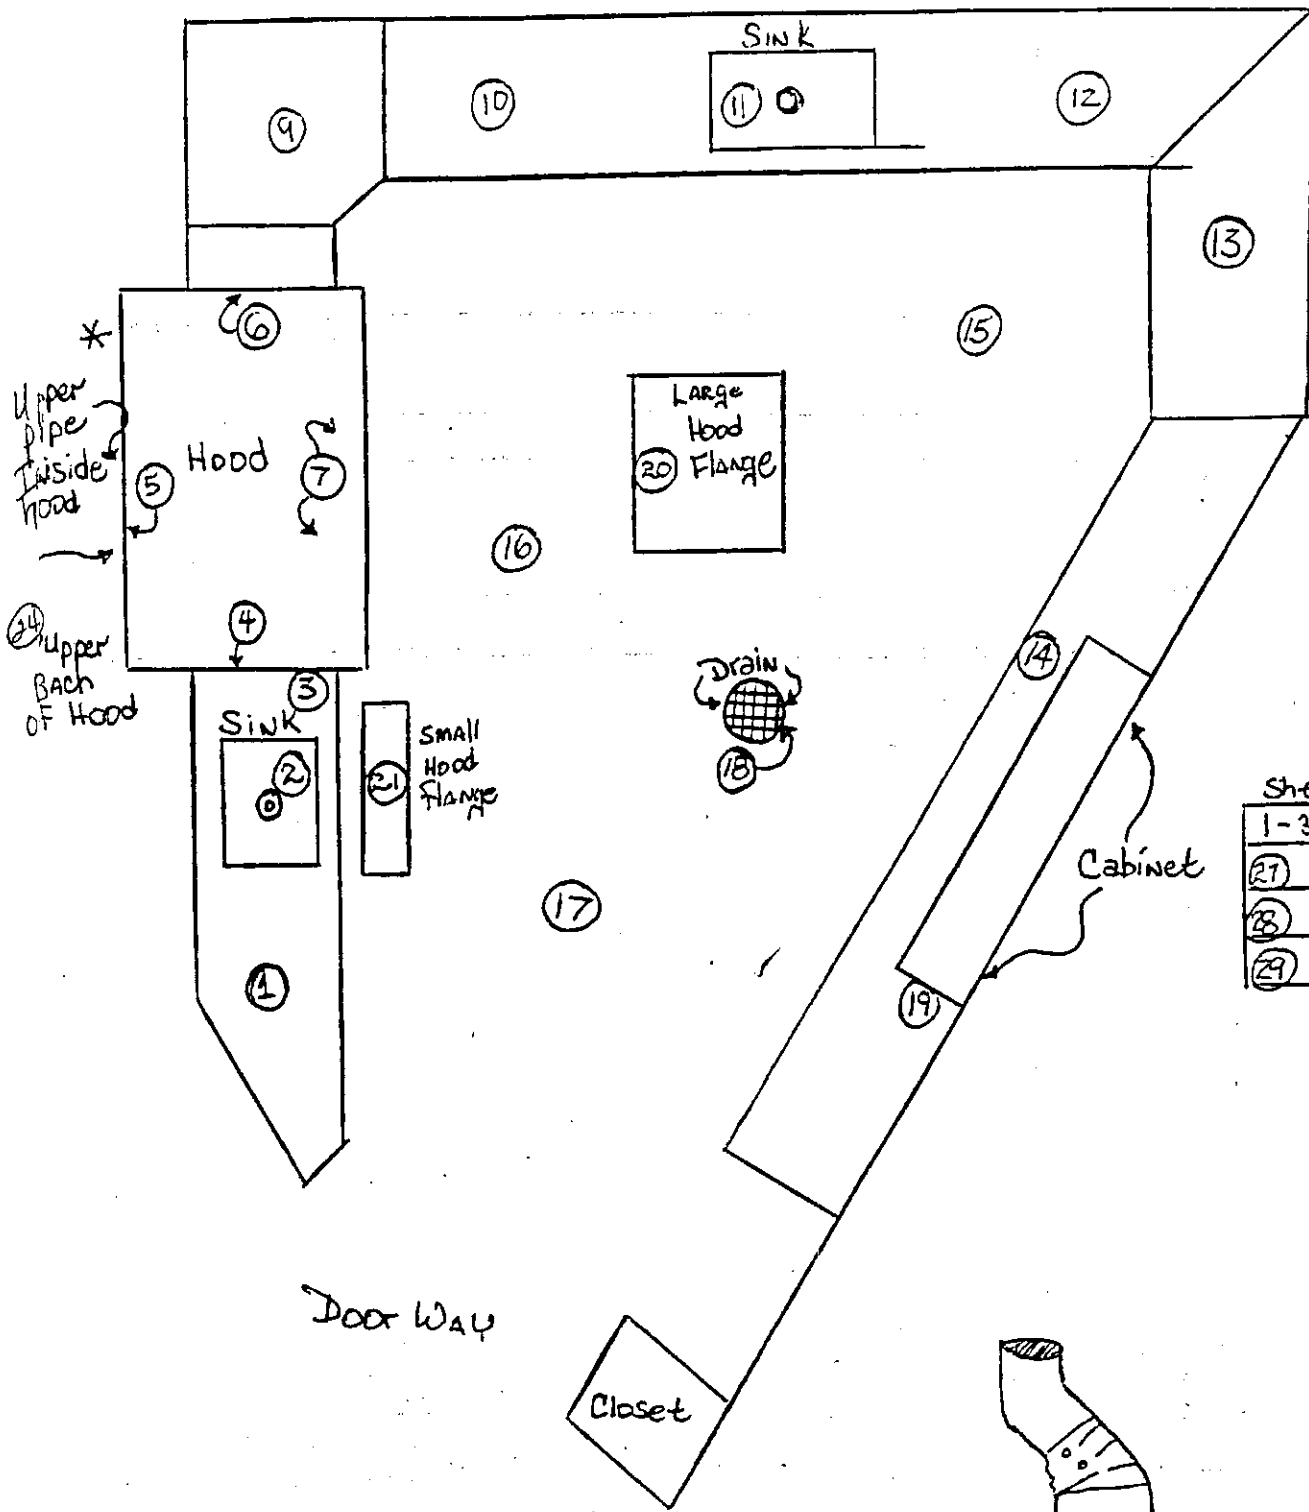 SINK
9
10
11
12
13
6
*
15
Upper
pipe
Iniside
hood
5
Hood
7
LARge
Hood
20 Flange
16
24 Upper
BACh
OF Hood
4
3
14
SINK
2
21
SMAll
Hood
Flange
Drain
18
Cabinet
1-3
27
28
29
17
1
19
Door WAY
Closet